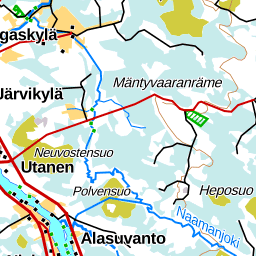 gaskylä
Mäntyvaaranräme
Järvikylä
Neuvostensuo
Utanen
Polvensuo
Heposuo
Naamanjoki
Alasuvanto